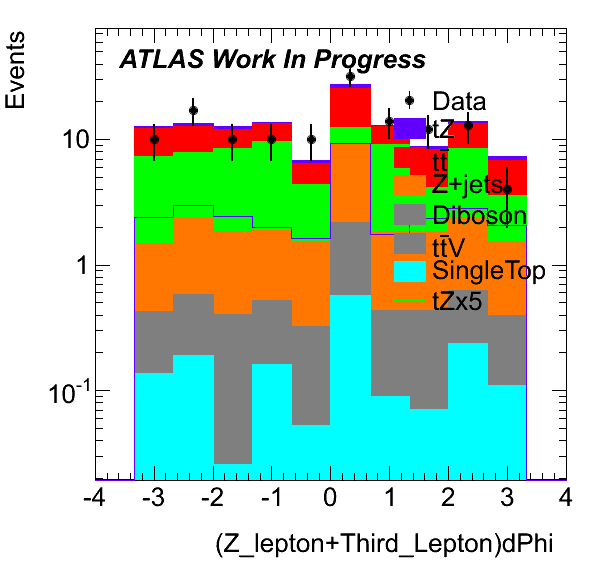 Events
ATLAS Work In Progress
Data
tZ
tt̄
Z+jets
Diboson
tt̄V
SingleTop
tZx5
10
1
10⁻¹
-4 -3 -2 -1 0 1 2 3 4
(Z_lepton+Third_Lepton)dPhi